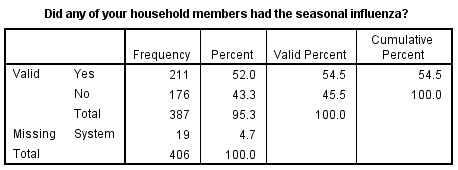 Did any of your household members had the seasonal influenza?
Frequency Percent Valid Percent Cumulative Percent
Valid Yes 211 52.0 54.5 54.5
No 176 43.3 45.5 100.0
Total 387 95.3 100.0
Missing System 19 4.7
Total 406 100.0